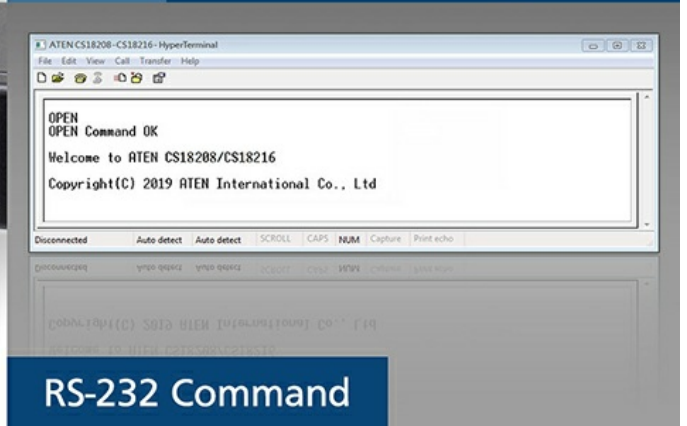 ATEN CS18208-CS18216- HyperTerminal
File Edit View Call Transfer Help
OPEN
OPEN Command OK
Welcome to ATEN CS18208/CS18216
Copyright(C) 2019 ATEN International Co., Ltd
Disconnected Auto detect Auto detect SCROLL CAPS NUM Capture Print echo
RS-232 Command